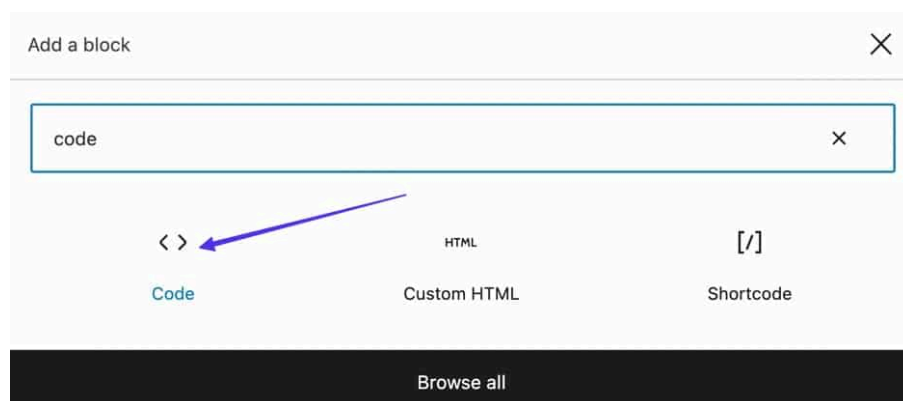 Add a block
code
HTML
[/]
Code Custom HTML Shortcode
Browse all